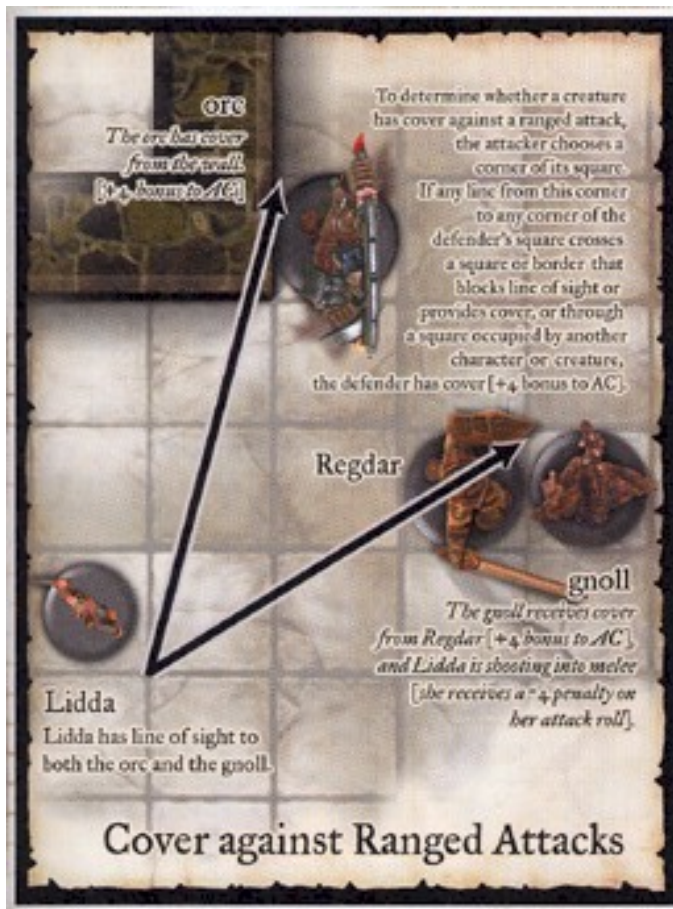 orc
The orc has cover
from the wall.
[+4 bonus to AC]
To determine whether a creature
has cover against a ranged attack,
the attacker chooses a
corner of its square.
If any line from this corner
to any corner of the
defender's square crosses
a square or border that
blocks line of sight or
provides cover, or through
a square occupied by another
character or creature,
the defender has cover [+4 bonus to AC].
Regdar
gnoll
The gnoll receives cover
from Regdar [+4 bonus to AC],
and Lidda is shooting into melee
[she receives a -4 penalty on
her attack roll].
Lidda
Lidda has line of sight to
both the orc and the gnoll.
Cover against Ranged Attacks